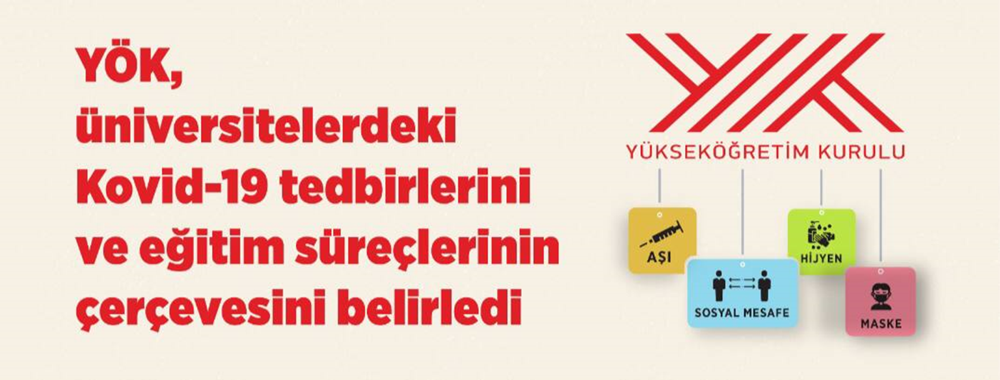 YÖK,
üniversitelerdeki
Kovid-19 tedbirlerini
ve eğitim süreçlerinin
çerçevesini belirledi
YÜKSEKÖĞRETİM KURULU
AŞI
SOSYAL MESAFE
HİJYEN
MASKE